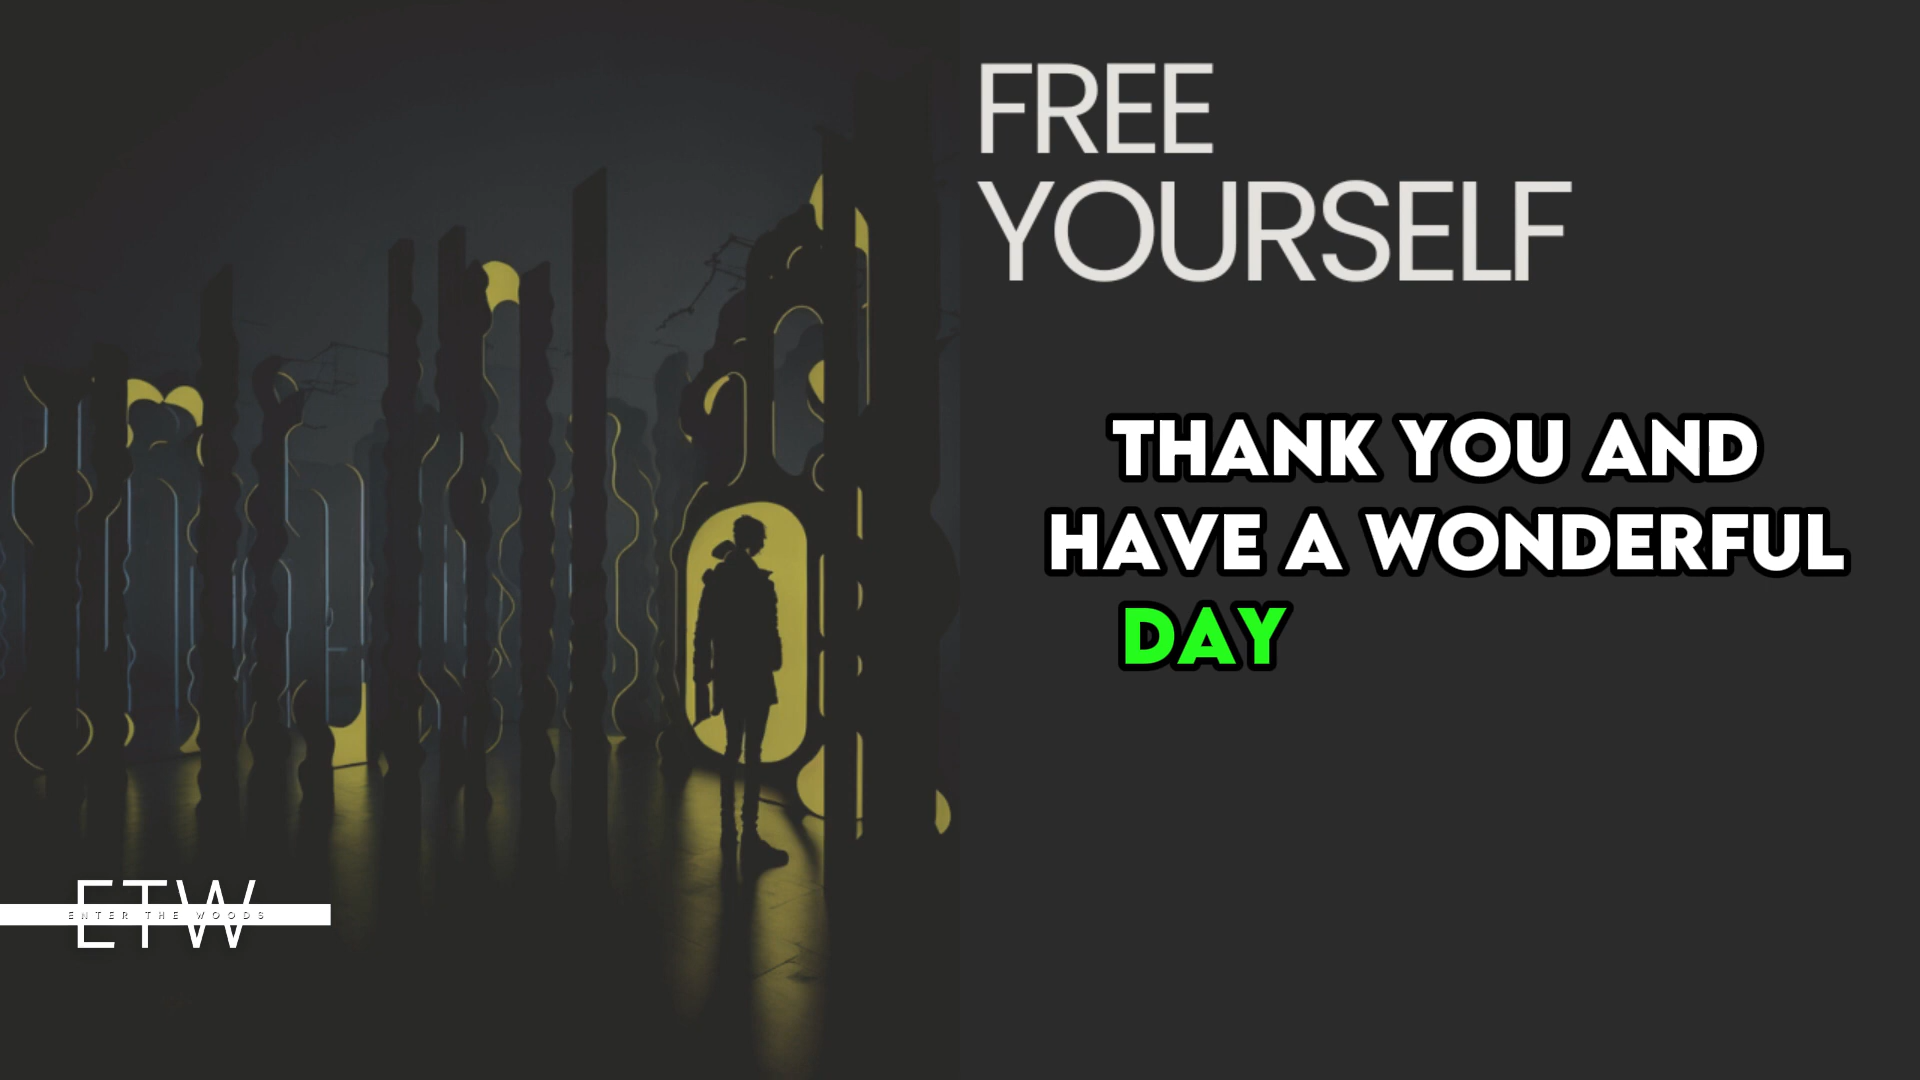 FREE
YOURSELF
THANK YOU AND
HAVE A WONDERFUL
DAY
ETW
ENTER THE WOODS